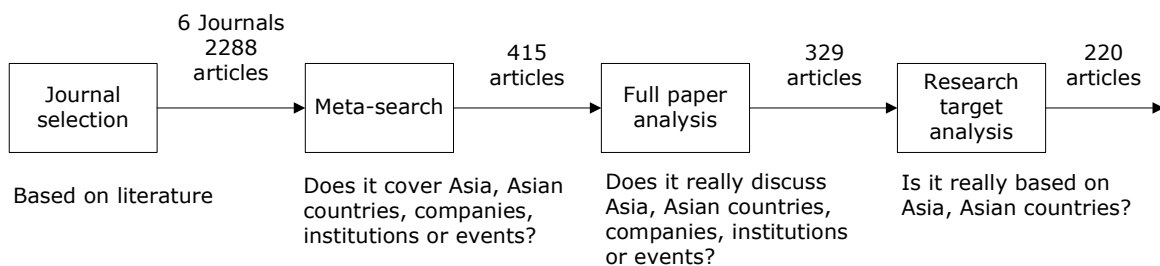 6 Journals
2288
articles
415
articles
329
articles
220
articles
Journal
selection
Meta-search
Full paper
analysis
Research
target
analysis
Based on literature
Does it cover Asia, Asian
countries, companies,
institutions or events?
Does it really discuss
Asia, Asian countries,
companies, institutions
or events?
Is it really based on
Asia, Asian countries?